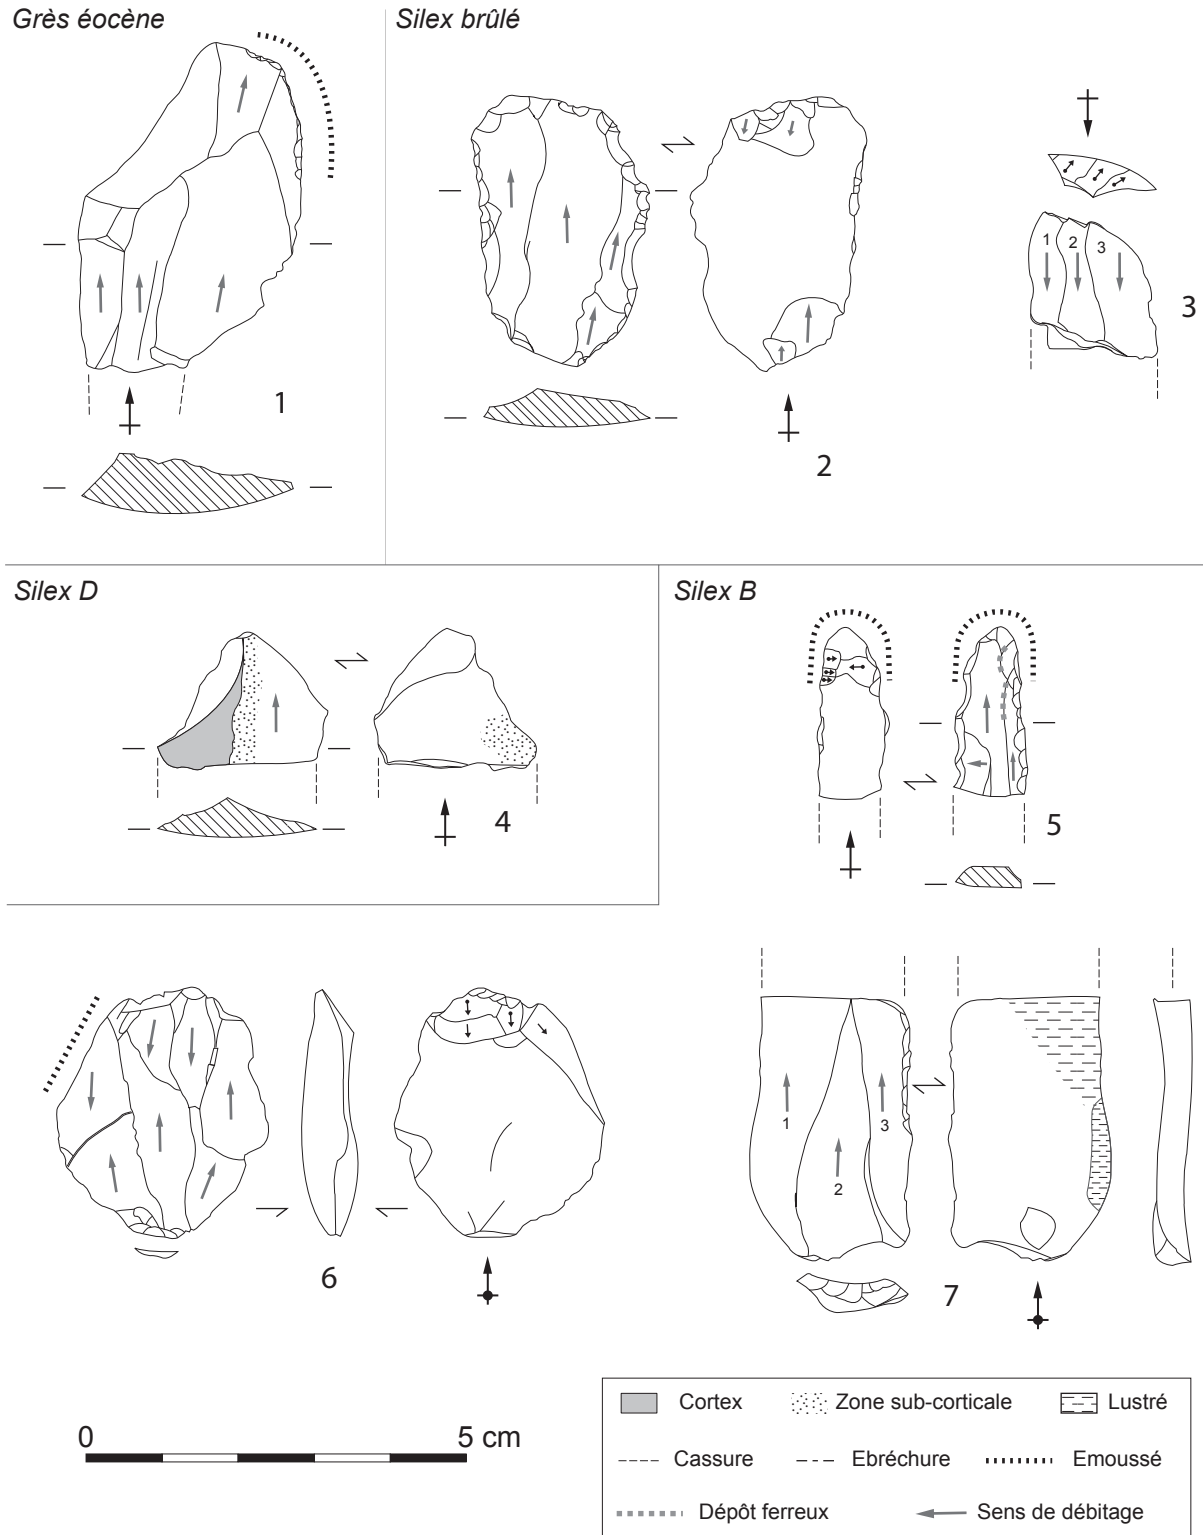 Grès éocène
Silex brûlé
1
2
1 2 3
3
Silex D
Silex B
4
5
6
1
2
3
7
0 5 cm
Cortex Zone sub-corticale Lustré
Cassure Ebréchure Emoussé
Dépôt ferreux Sens de débitage